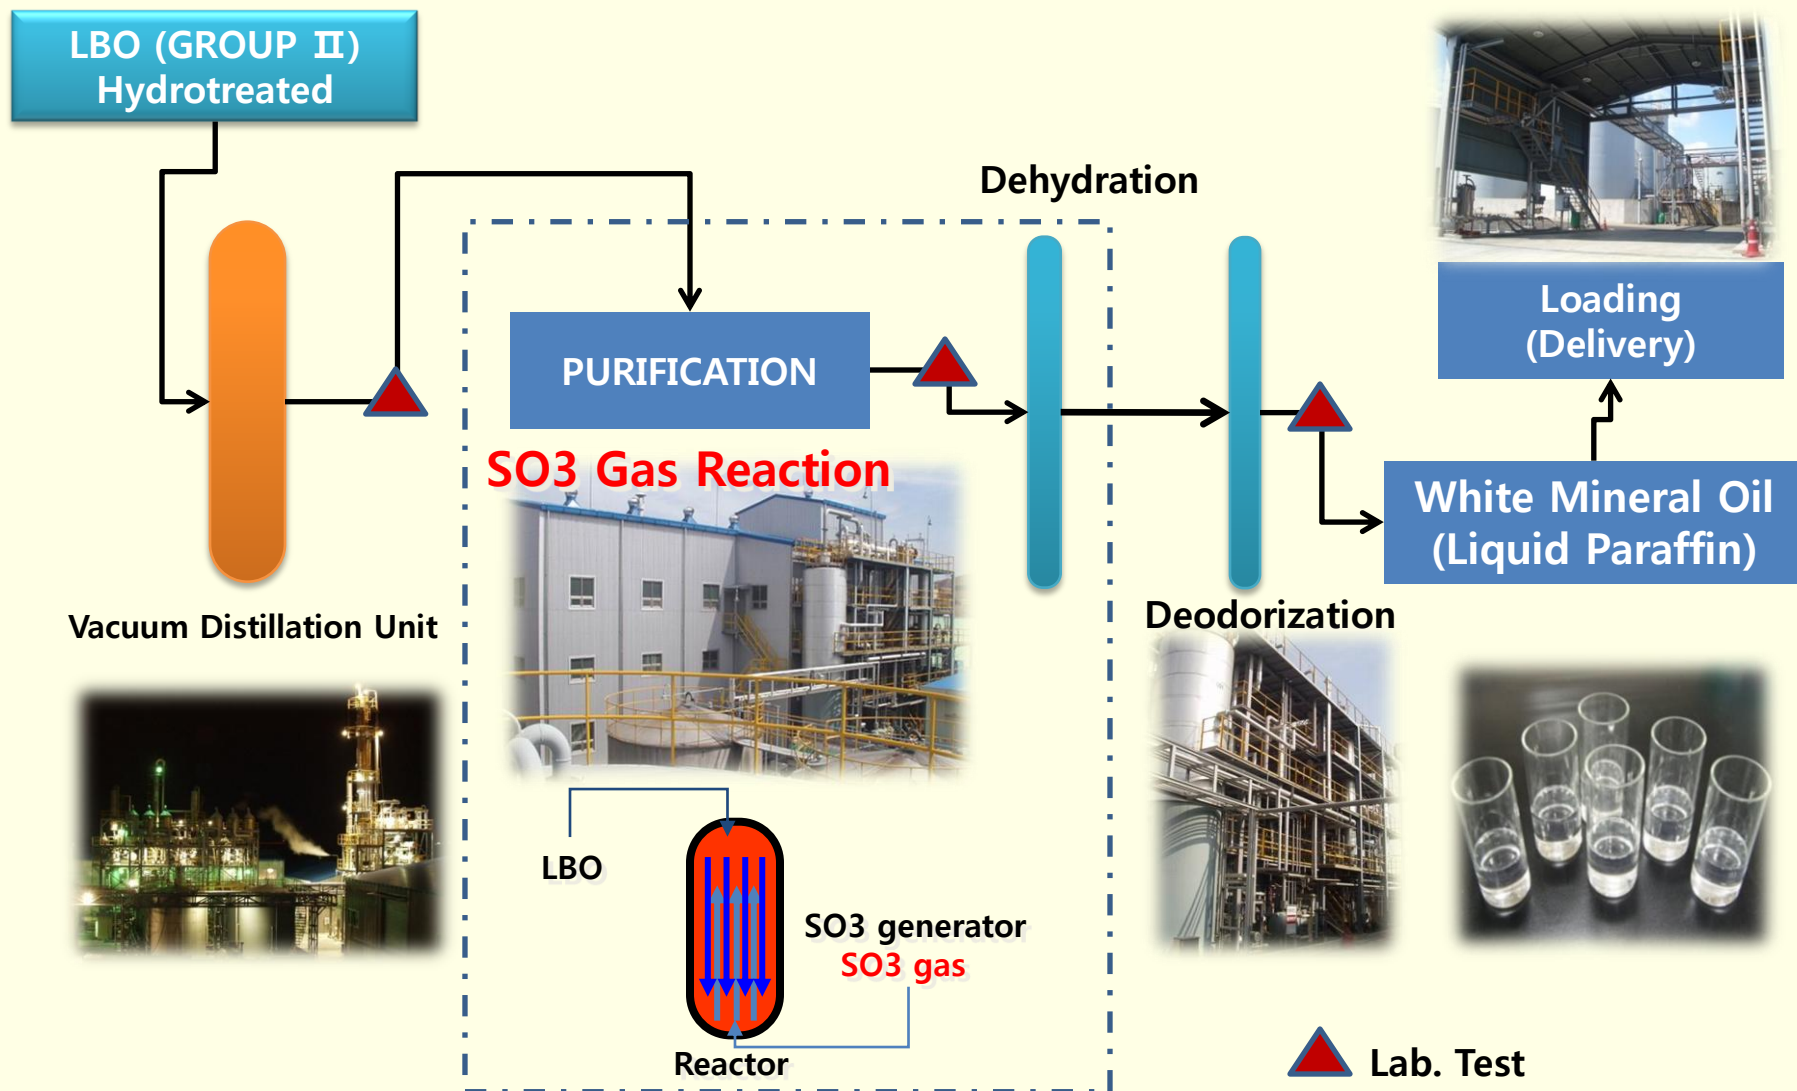 LBO (GROUP Ⅱ)
Hydrotreated
Dehydration
Loading
(Delivery)
PURIFICATION
SO3 Gas Reaction
White Mineral Oil
(Liquid Paraffin)
Vacuum Distillation Unit
Deodorization
LBO
SO3 generator
SO3 gas
Reactor
Lab. Test